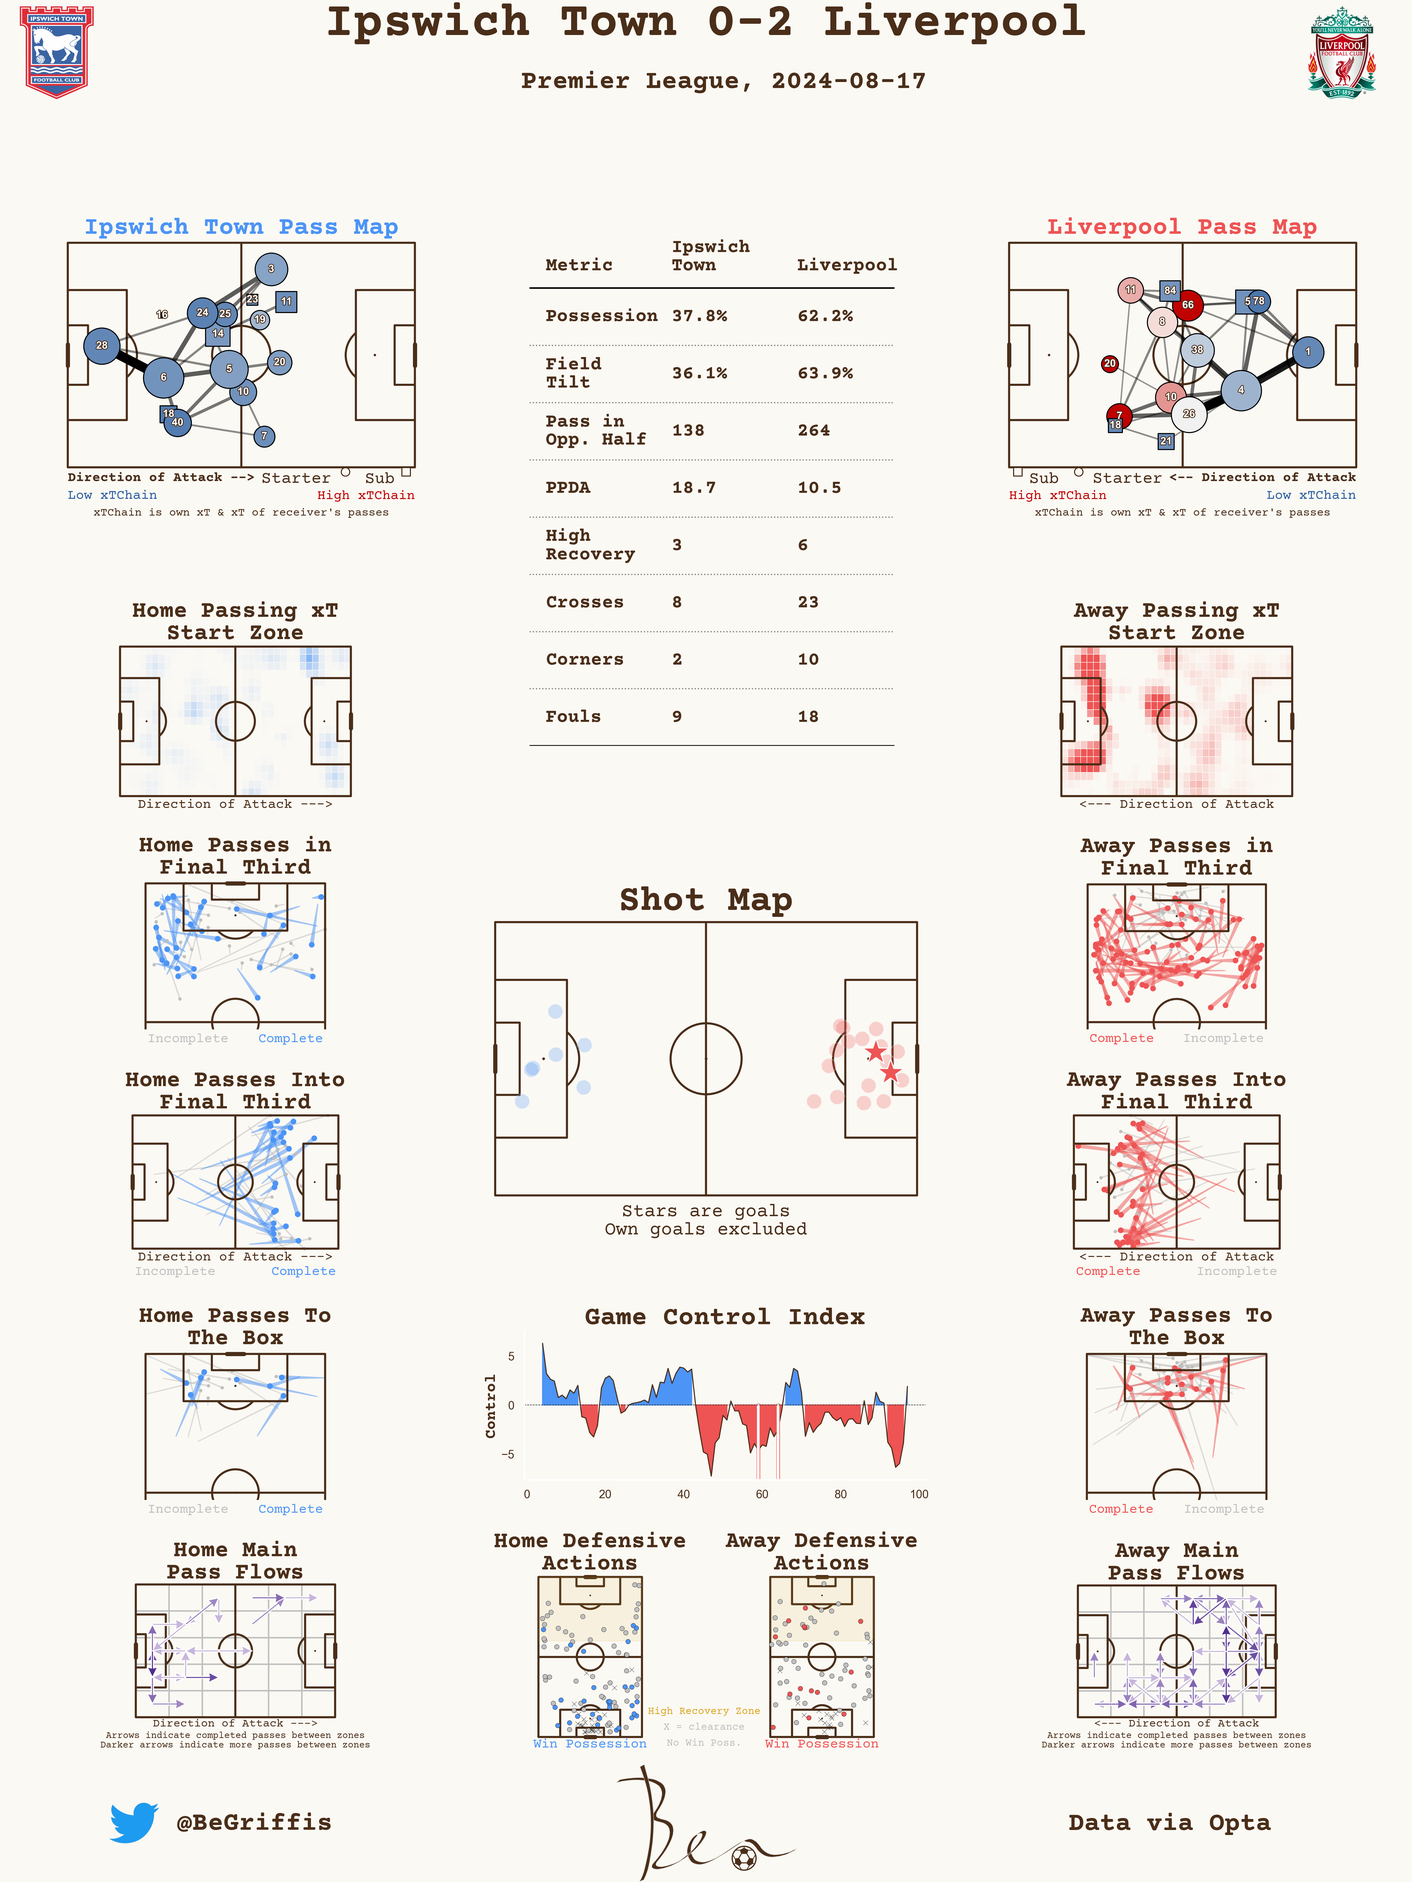 Ipswich Town 0-2 Liverpool
Premier League, 2024-08-17
IPSWICH TOWN
FOOTBALL CLUB
YOU'LL NEVER WALK ALONE
LIVERPOOL
FOOTBALL CLUB
EST·1892
Ipswich Town Pass Map
3
23
11
16
24
25
19
14
28
5
20
6
10
18
40
7
Direction of Attack --> Starter Sub
Low xTChain High xTChain
xTChain is own xT & xT of receiver's passes
Metric Ipswich Town Liverpool
Possession 37.8% 62.2%
Field Tilt 36.1% 63.9%
Pass in Opp. Half 138 264
PPDA 18.7 10.5
High Recovery 3 6
Crosses 8 23
Corners 2 10
Fouls 9 18
Liverpool Pass Map
11
84
66
5
78
8
38
1
20
4
10
7
26
18
21
Sub Starter <-- Direction of Attack
High xTChain Low xTChain
xTChain is own xT & xT of receiver's passes
Home Passing xT
Start Zone
Direction of Attack --->
Away Passing xT
Start Zone
<--- Direction of Attack
Home Passes in
Final Third
Incomplete Complete
Away Passes in
Final Third
Complete Incomplete
Shot Map
Stars are goals
Own goals excluded
Home Passes Into
Final Third
Direction of Attack --->
Incomplete Complete
Away Passes Into
Final Third
<--- Direction of Attack
Complete Incomplete
Home Passes To
The Box
Incomplete Complete
Game Control Index
Control
5
0
−5
0 20 40 60 80 100
Away Passes To
The Box
Complete Incomplete
Home Main
Pass Flows
Direction of Attack --->
Arrows indicate completed passes between zones
Darker arrows indicate more passes between zones
Home Defensive
Actions
Win Possession
Away Defensive
Actions
Win Possession
High Recovery Zone
X = clearance
No Win Poss.
Away Main
Pass Flows
<--- Direction of Attack
Arrows indicate completed passes between zones
Darker arrows indicate more passes between zones
@BeGriffis
Ben
Data via Opta